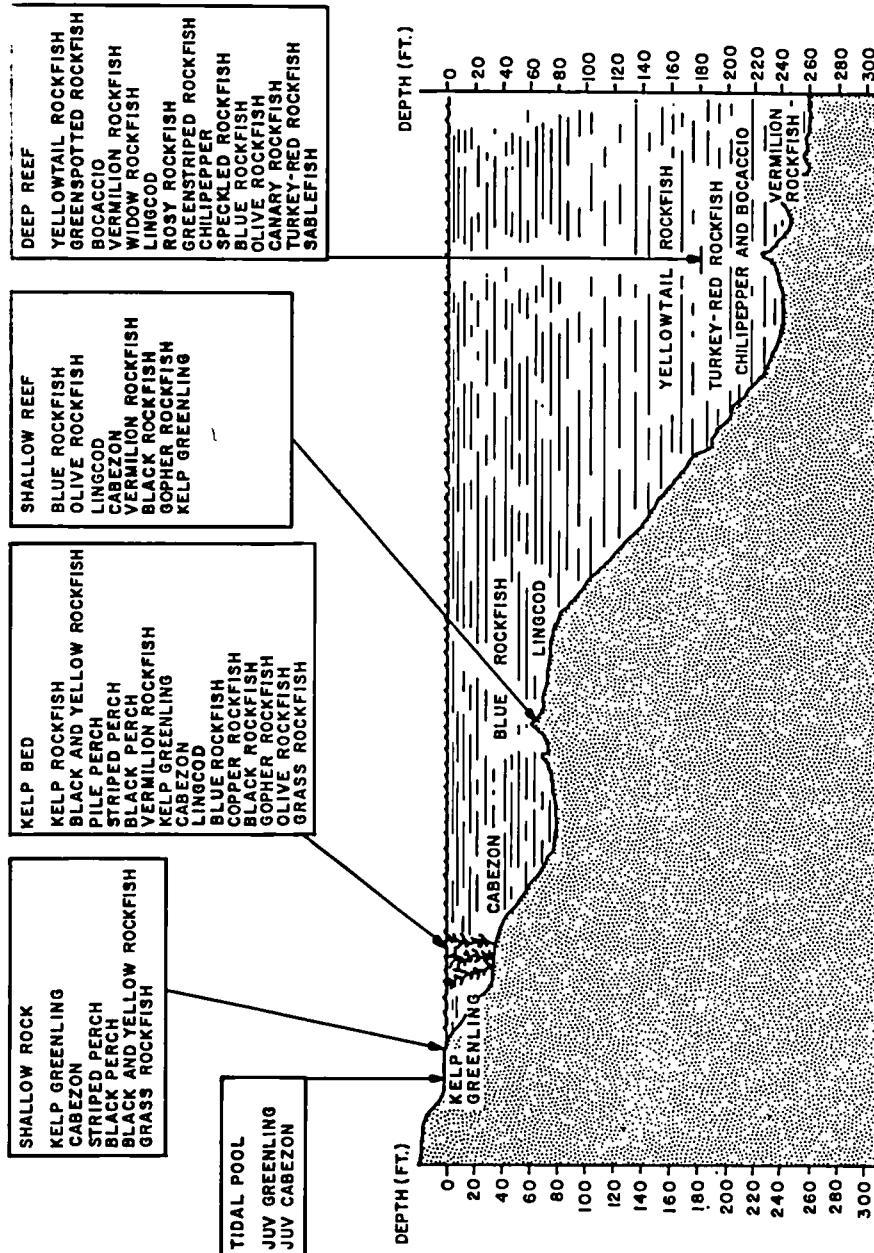 TIDAL POOL
JUV GREENLING
JUV CABEZON
SHALLOW ROCK
KELP GREENLING
CABEZON
STRIPED PERCH
BLACK PERCH
BLACK AND YELLOW ROCKFISH
GRASS ROCKFISH
KELP BED
KELP ROCKFISH
BLACK AND YELLOW ROCKFISH
PILE PERCH
STRIPED PERCH
BLACK PERCH
VERMILION ROCKFISH
KELP GREENLING
CABEZON
LINGCOD
BLUE ROCKFISH
COPPER ROCKFISH
BLACK ROCKFISH
GOPHER ROCKFISH
OLIVE ROCKFISH
GRASS ROCKFISH
SHALLOW REEF
BLUE ROCKFISH
OLIVE ROCKFISH
LINGCOD
CABEZON
VERMILION ROCKFISH
BLACK ROCKFISH
GOPHER ROCKFISH
KELP GREENLING
DEEP REEF
YELLOWTAIL ROCKFISH
GREENSPOTTED ROCKFISH
BOCACCIO
VERMILION ROCKFISH
WIDOW ROCKFISH
LINGCOD
ROSY ROCKFISH
GREENSTRIPED ROCKFISH
CHILIPEPPER
SPECKLED ROCKFISH
BLUE ROCKFISH
OLIVE ROCKFISH
CANARY ROCKFISH
TURKEY-RED ROCKFISH
SABLEFISH
DEPTH (FT.)
0
20
40
60
80
100
120
140
160
180
200
220
240
260
280
300
KELP
GREENLING
CABEZON
BLUE ROCKFISH
LINGCOD
YELLOWTAIL ROCKFISH
TURKEY-RED ROCKFISH
CHILIPEPPER AND BOCACCIO
VERMILION
ROCKFISH
DEPTH (FT.)
0
20
40
60
80
100
120
140
160
180
200
220
240
260
280
300